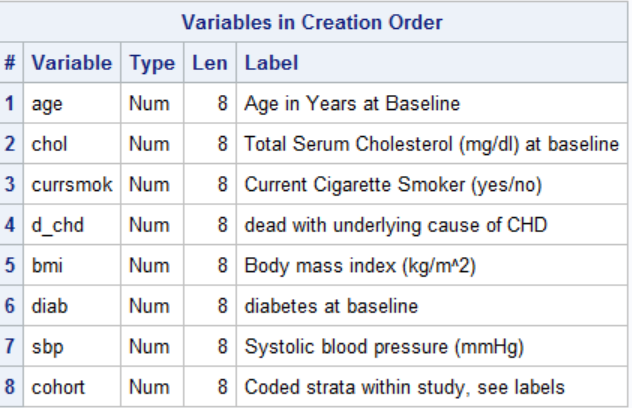 Variables in Creation Order
# Variable Type Len Label
1 age Num 8 Age in Years at Baseline
2 chol Num 8 Total Serum Cholesterol (mg/dl) at baseline
3 currsmok Num 8 Current Cigarette Smoker (yes/no)
4 d_chd Num 8 dead with underlying cause of CHD
5 bmi Num 8 Body mass index (kg/m^2)
6 diab Num 8 diabetes at baseline
7 sbp Num 8 Systolic blood pressure (mmHg)
8 cohort Num 8 Coded strata within study, see labels